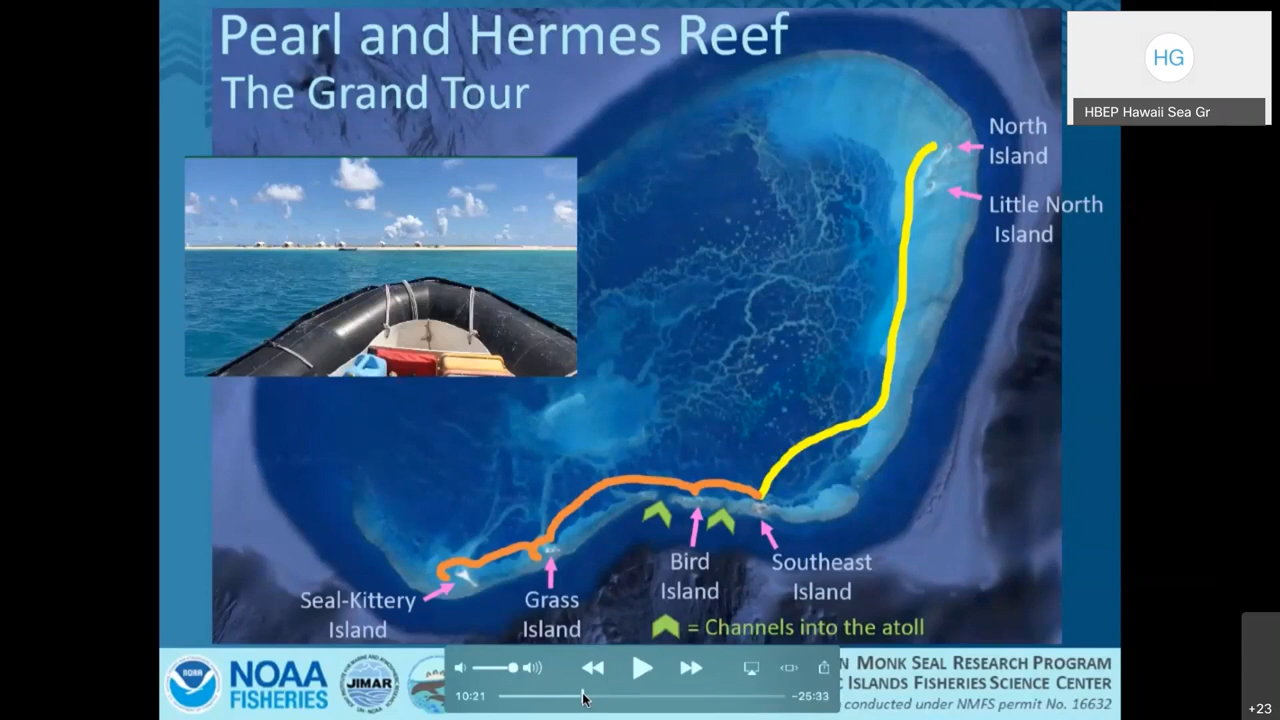 Pearl and Hermes Reef
The Grand Tour
HG
HBEP Hawaii Sea Gr
North
Island
Little North
Island
Bird
Island
Southeast
Island
Seal-Kittery
Island
Grass
Island
= Channels into the atoll
NOAA
NOAA
FISHERIES
JIMAR
N MONK SEAL RESEARCH PROGRAM
C ISLANDS FISHERIES SCIENCE CENTER
conducted under NMFS permit No. 16632
10:21
-25:33
+23